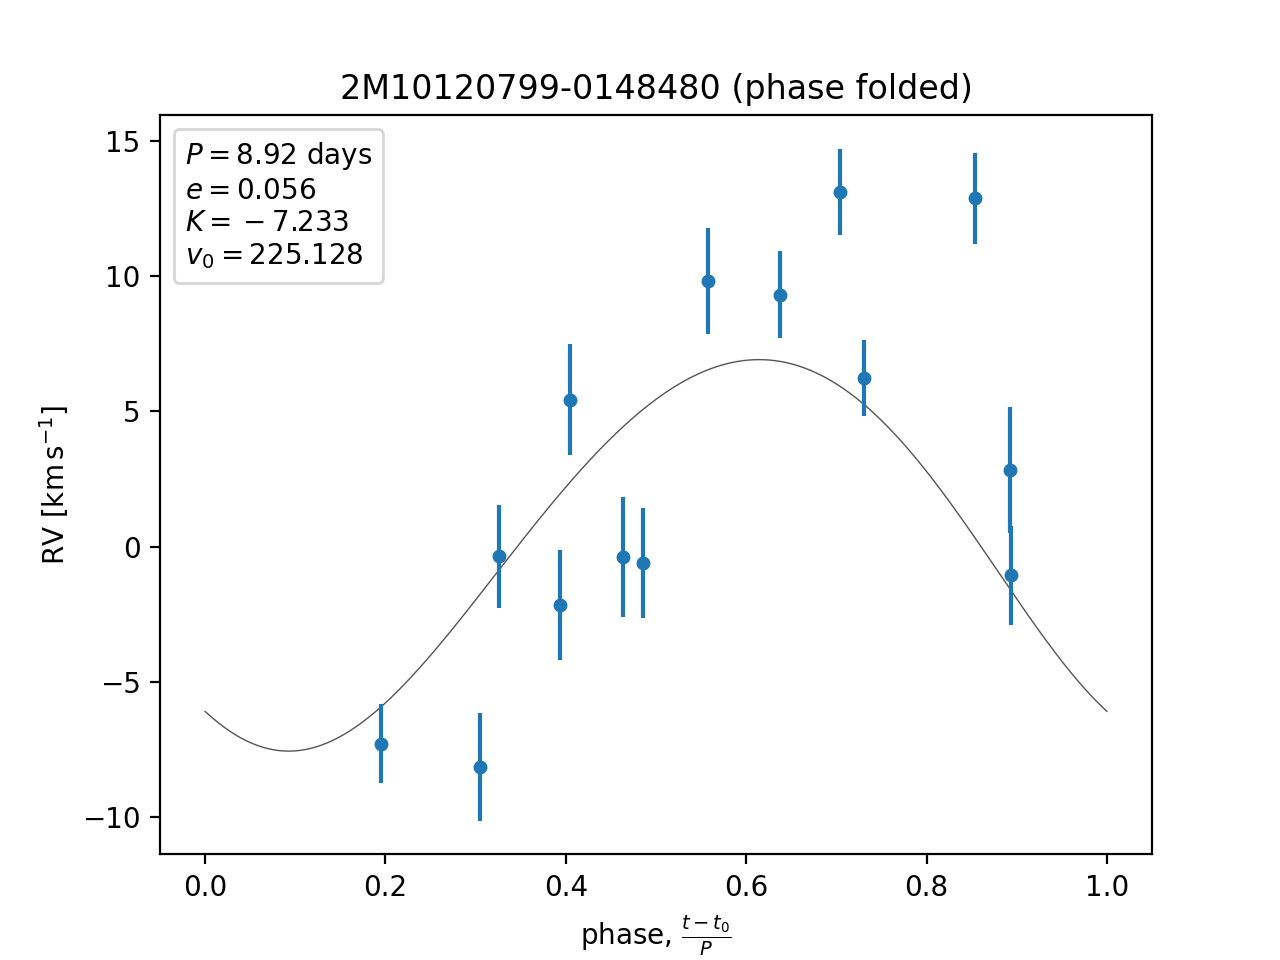 2M10120799-0148480 (phase folded)
P = 8.92 days
e = 0.056
K = −7.233
v₀ = 225.128
15
10
5
0
−5
−10
RV [km s⁻¹]
0.0 0.2 0.4 0.6 0.8 1.0
phase, (t − t₀)/P